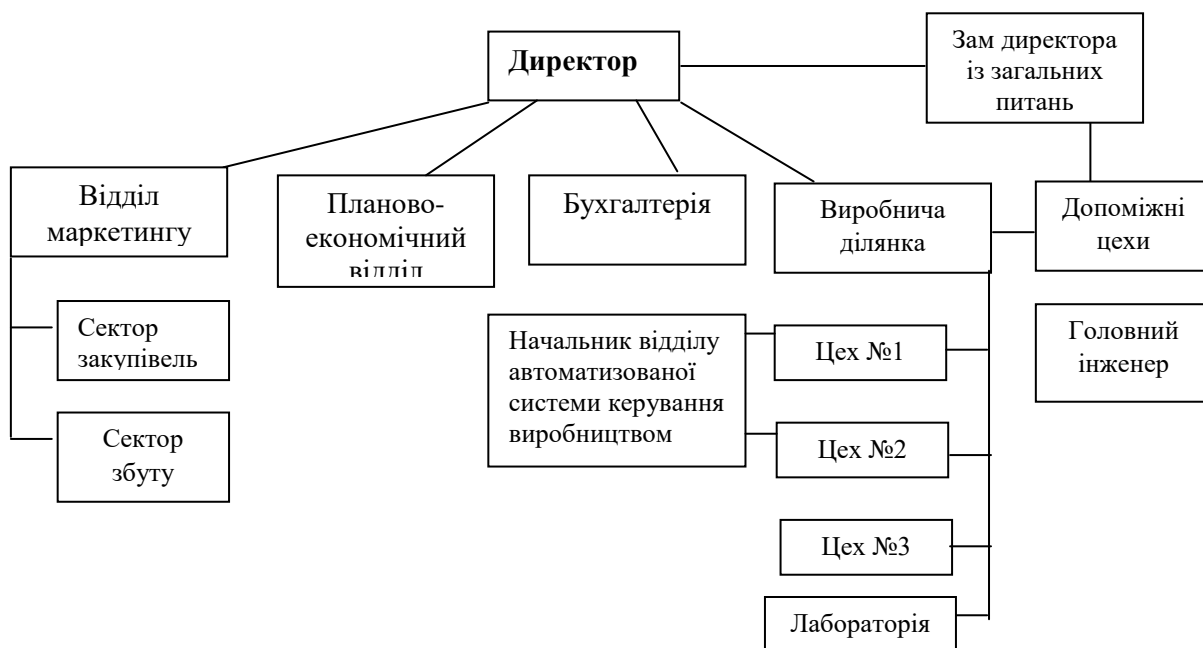 Директор
Зам директора
із загальних
питань
Відділ
маркетингу
Планово-
економічний
відділ
Бухгалтерія
Виробнича
ділянка
Допоміжні
цехи
Сектор
закупівель
Начальник відділу
автоматизованої
системи керування
виробництвом
Цех №1
Головний
інженер
Сектор
збуту
Цех №2
Цех №3
Лабораторія